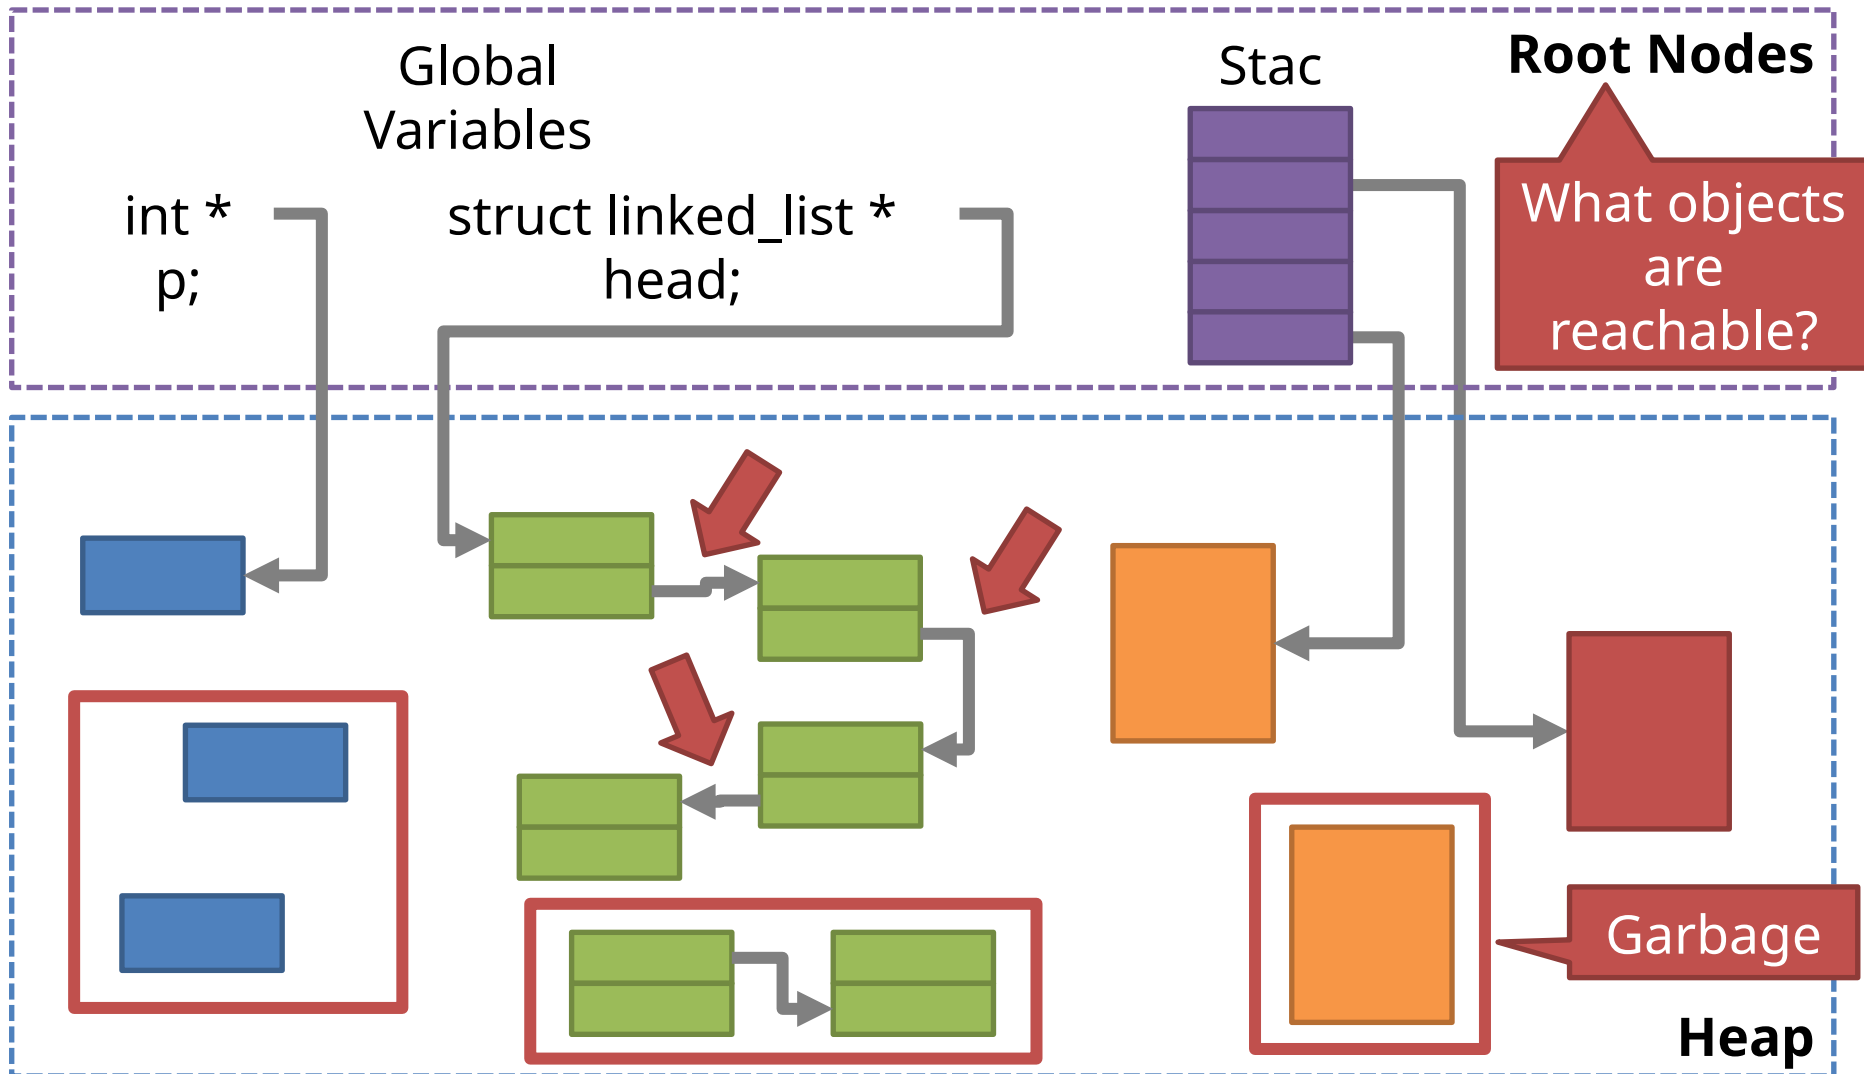 Global
Variables
Stac
Root Nodes
int *
p;
struct linked_list *
head;
What objects
are
reachable?
Garbage
Heap